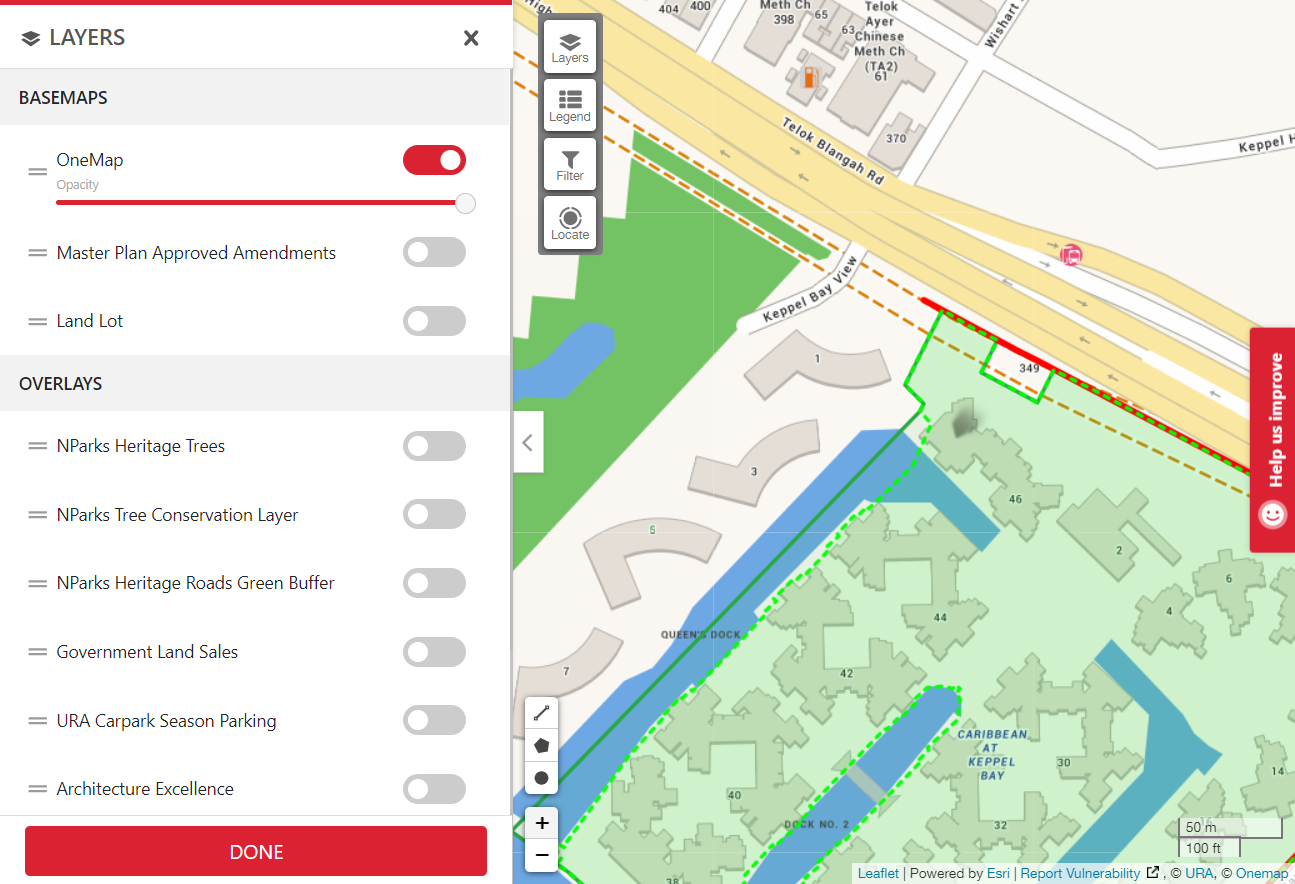 LAYERS
BASEMAPS
OneMap
Opacity
Master Plan Approved Amendments
Land Lot
OVERLAYS
NParks Heritage Trees
NParks Tree Conservation Layer
NParks Heritage Roads Green Buffer
Government Land Sales
URA Carpark Season Parking
Architecture Excellence
DONE
Layers
Legend
Filter
Locate
High
404
400
Meth Ch
398
65
63
Telok
Ayer
Chinese
Meth Ch
(TA2)
61
Wishart
370
Keppel H
Telok Blangah Rd
Keppel Bay View
349
1
3
5
7
46
2
6
4
44
42
QUEEN'S DOCK
CARIBBEAN
AT
KEPPEL
BAY
30
14
40
DOCK NO. 2
32
16
38
Help us improve
+
−
50 m
100 ft
Leaflet | Powered by Esri | Report Vulnerability , © URA, © Onemap